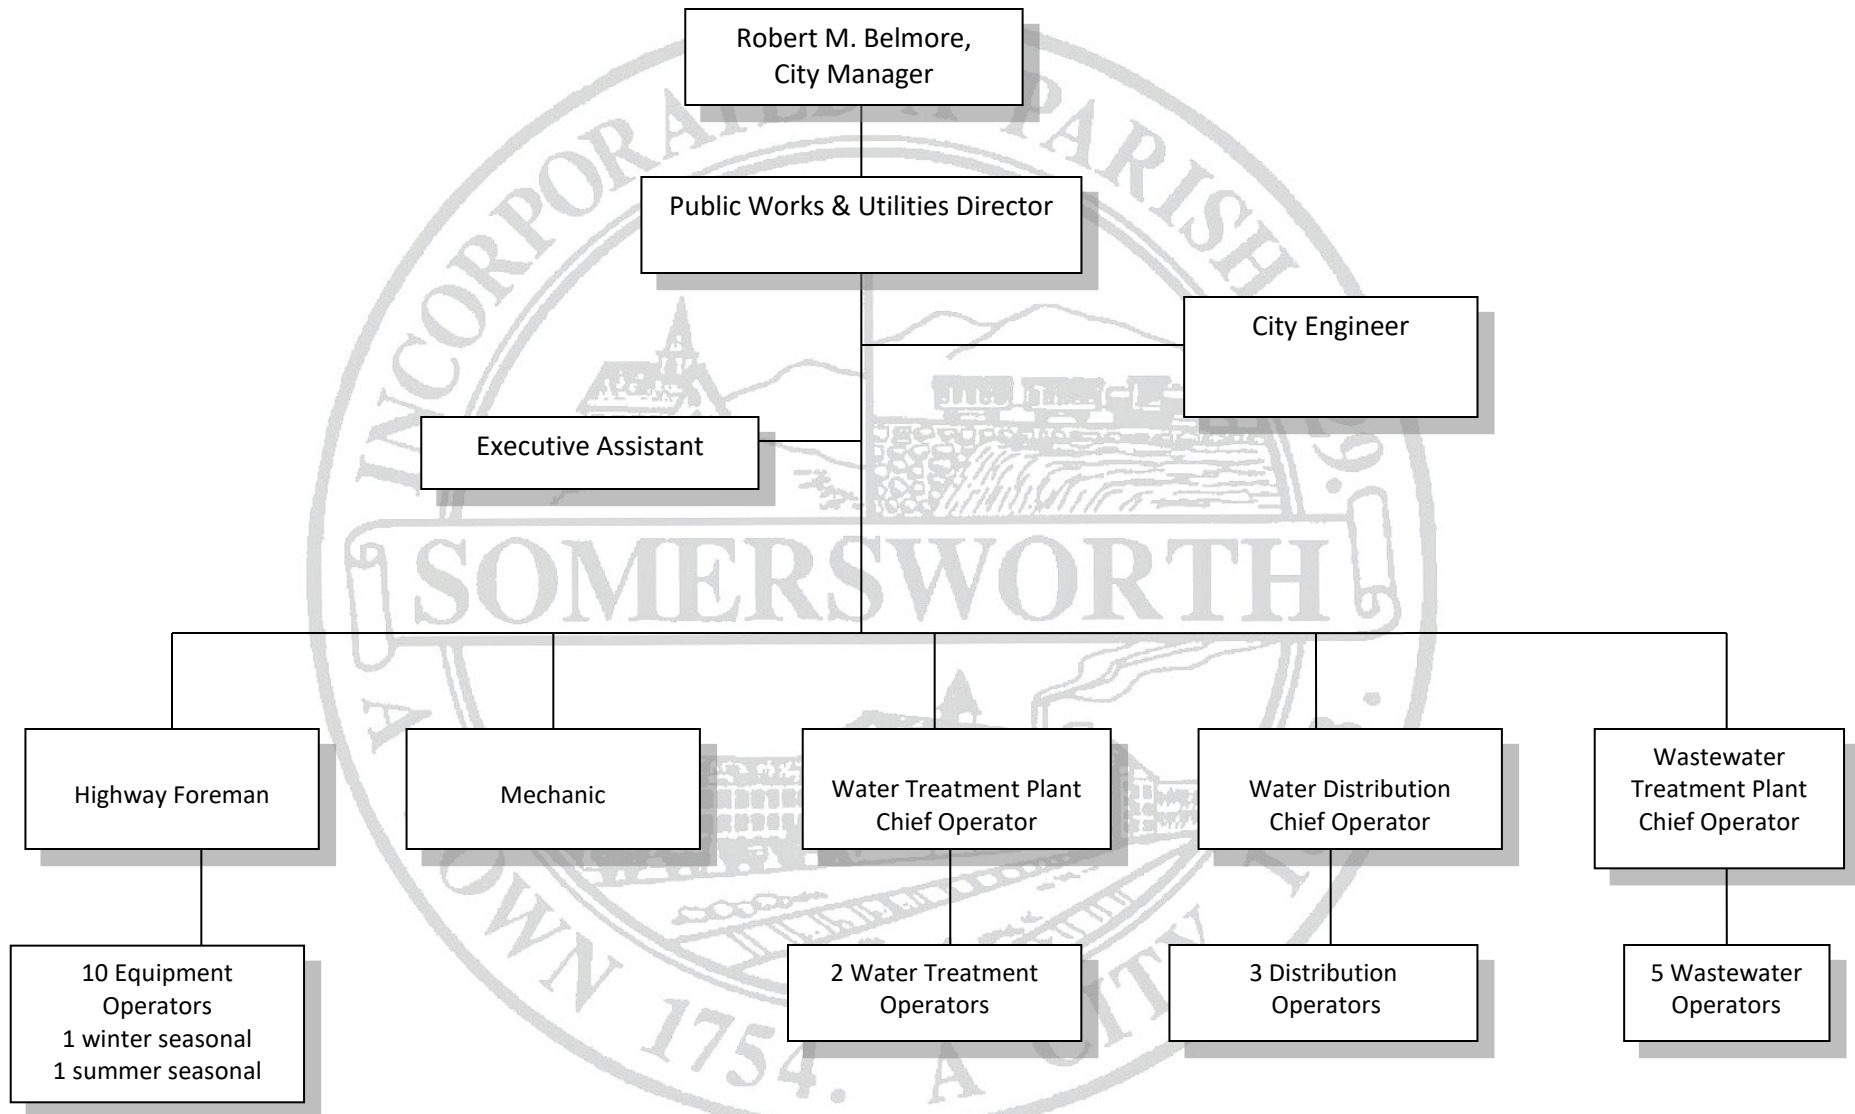 Robert M. Belmore,
City Manager
Public Works & Utilities Director
City Engineer
Executive Assistant
INCORPORATED A PARISH
SOMERSWORTH
Highway Foreman
Mechanic
Water Treatment Plant
Chief Operator
Water Distribution
Chief Operator
Wastewater
Treatment Plant
Chief Operator
10 Equipment
Operators
1 winter seasonal
1 summer seasonal
2 Water Treatment
Operators
3 Distribution
Operators
5 Wastewater
Operators
A TOWN 1754. A CITY